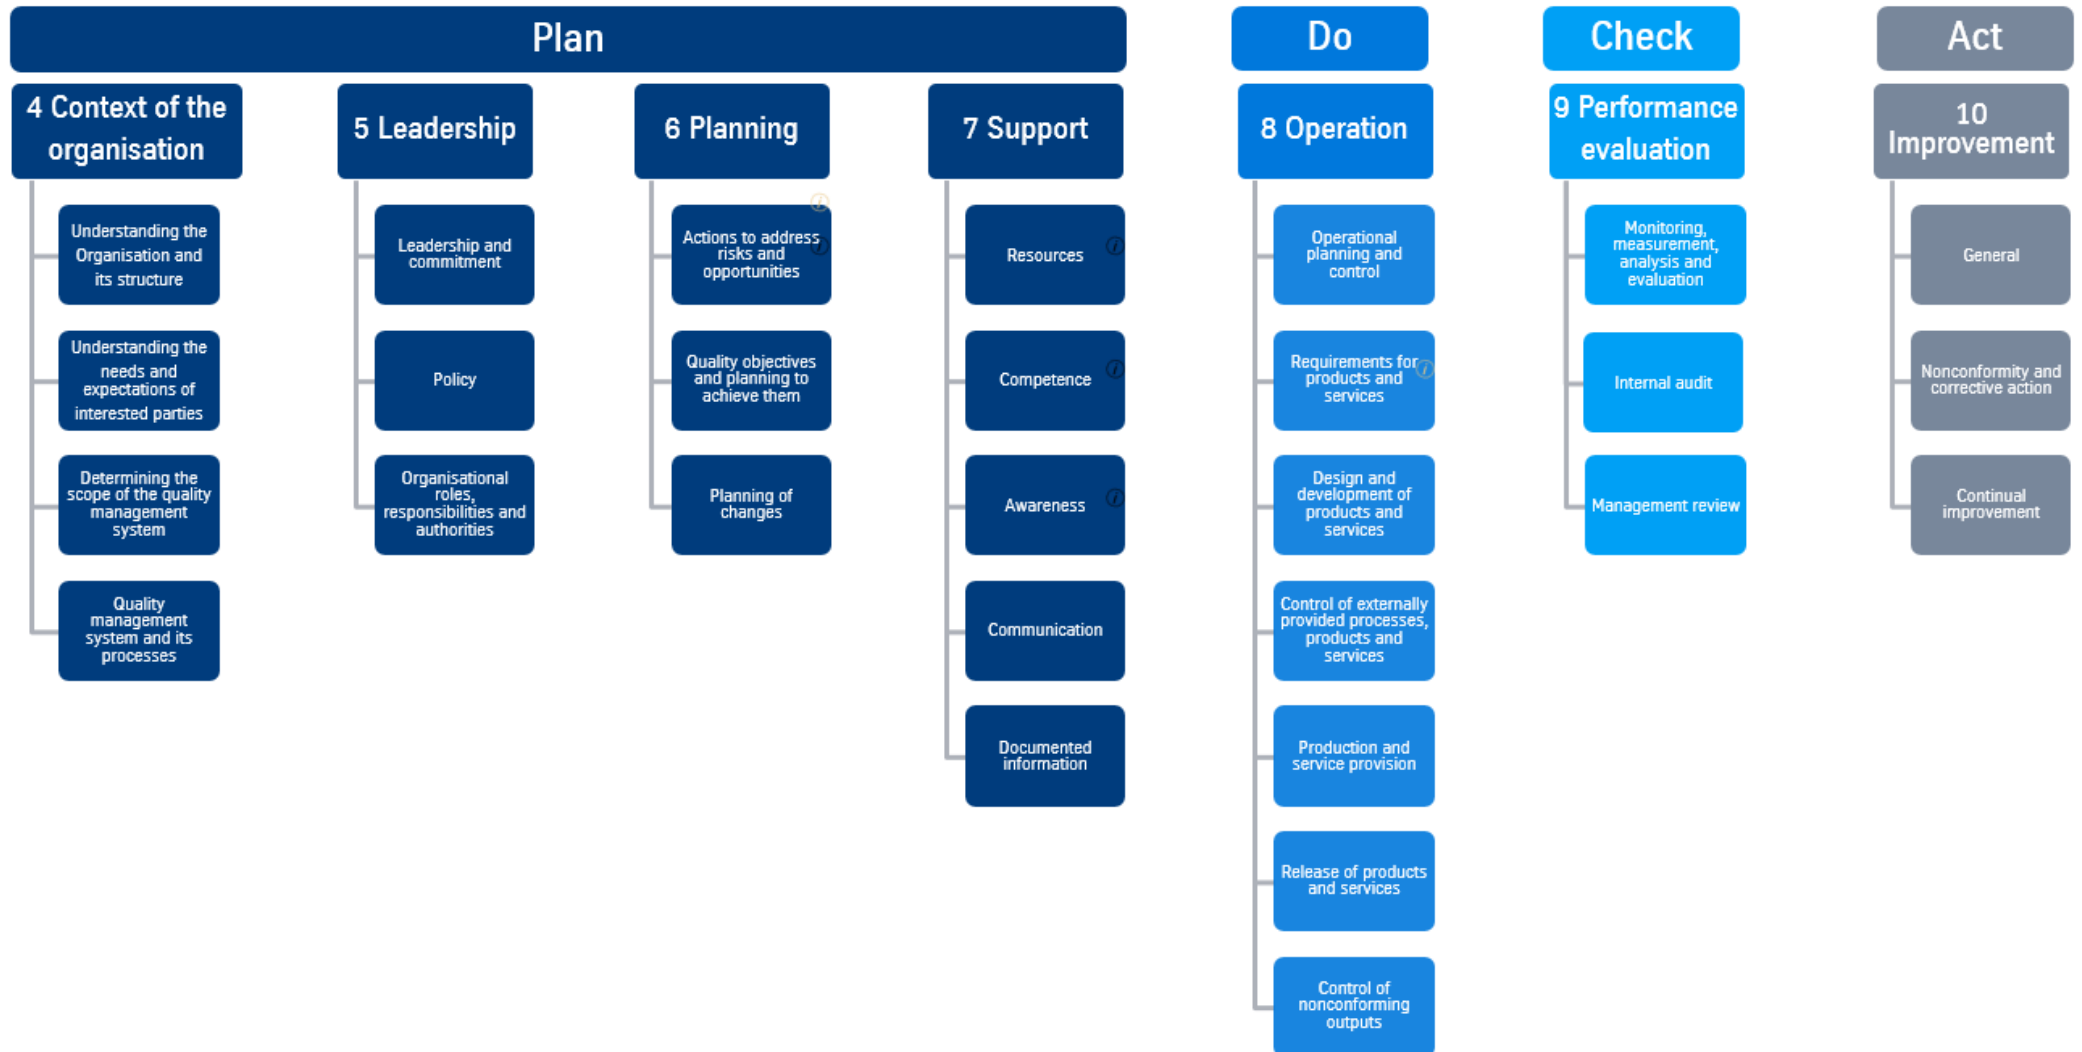 Plan
Do
Check
Act
4 Context of the
organisation
5 Leadership
6 Planning
7 Support
8 Operation
9 Performance
evaluation
10
Improvement
Understanding the
Organisation and
its structure
Understanding the
needs and
expectations of
interested parties
Determining the
scope of the quality
management
system
Quality
management
system and its
processes
Leadership and
commitment
Policy
Organisational
roles,
responsibilities and
authorities
Actions to address
risks and
opportunities
Quality objectives
and planning to
achieve them
Planning of
changes
Resources
Competence
Awareness
Communication
Documented
information
Operational
planning and
control
Requirements for
products and
services
Design and
development of
products and
services
Control of externally
provided processes,
products and
services
Production and
service provision
Release of products
and services
Control of
nonconforming
outputs
Monitoring,
measurement,
analysis and
evaluation
Internal audit
Management review
General
Nonconformity and
corrective action
Continual
improvement